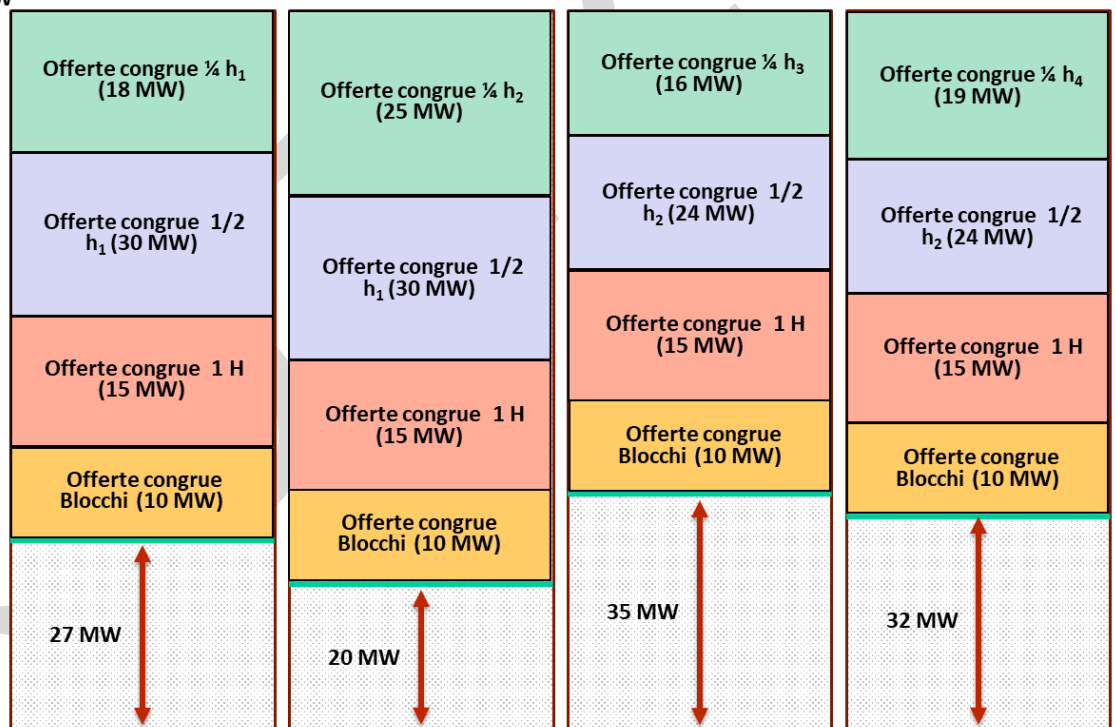 Offerte congrue ¼ h₁
(18 MW)
Offerte congrue 1/2
h₁ (30 MW)
Offerte congrue 1 H
(15 MW)
Offerte congrue
Blocchi (10 MW)
27 MW
Offerte congrue ¼ h₂
(25 MW)
Offerte congrue 1/2
h₁ (30 MW)
Offerte congrue 1 H
(15 MW)
Offerte congrue
Blocchi (10 MW)
20 MW
Offerte congrue ¼ h₃
(16 MW)
Offerte congrue 1/2
h₂ (24 MW)
Offerte congrue 1 H
(15 MW)
Offerte congrue
Blocchi (10 MW)
35 MW
Offerte congrue ¼ h₄
(19 MW)
Offerte congrue 1/2
h₂ (24 MW)
Offerte congrue 1 H
(15 MW)
Offerte congrue
Blocchi (10 MW)
32 MW